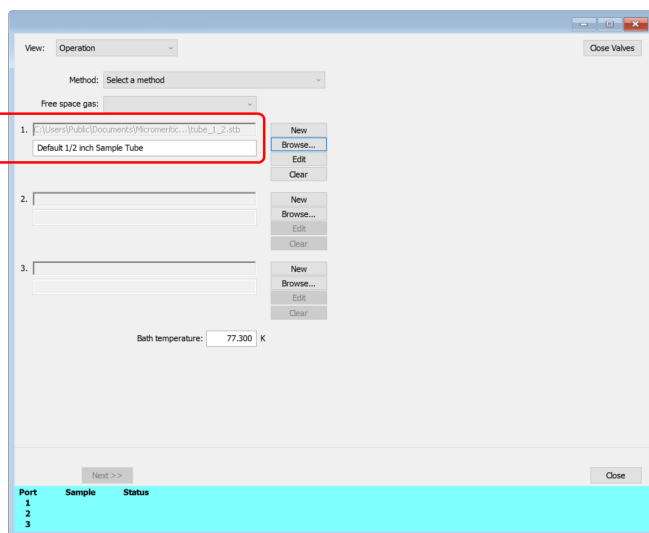 View: Operation Close Valves
Method: Select a method
Free space gas:
1. C:\Users\Public\Documents\Micromeritic...\tube_1_2.stb New
Default 1/2 inch Sample Tube Browse...
Edit
Clear
2. New
Browse...
Edit
Clear
3. New
Browse...
Edit
Clear
Bath temperature: 77.300 K
Next >> Close
Port Sample Status
1
2
3